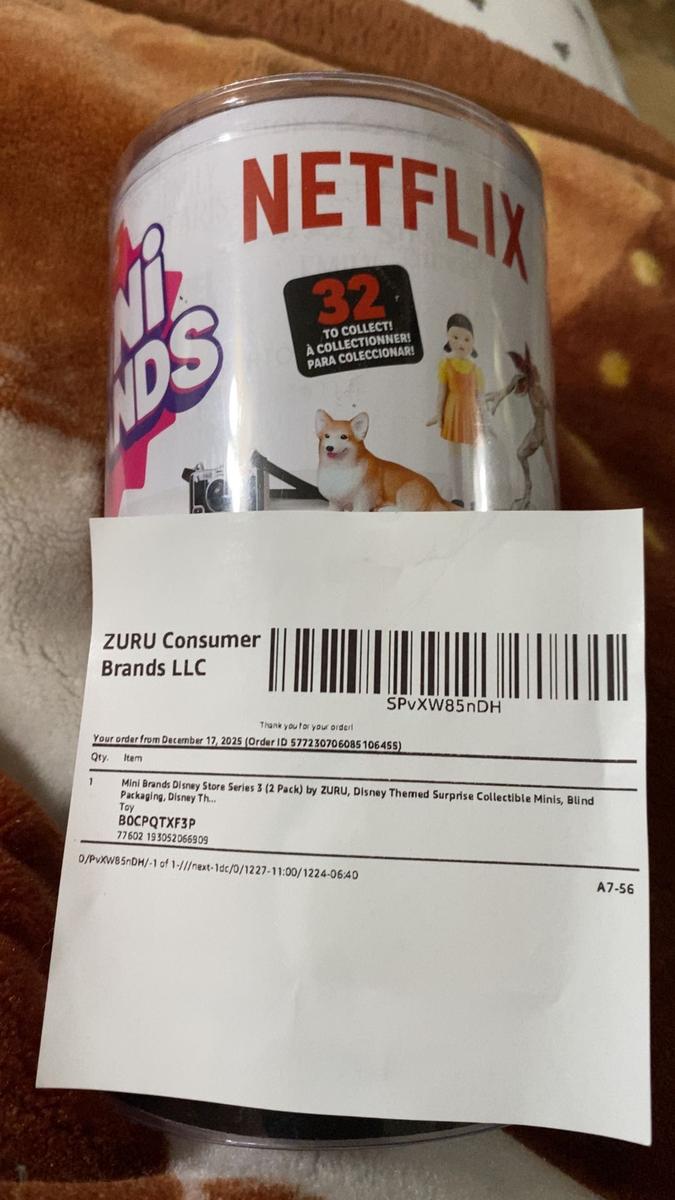 NETFLIX
Ni
NDS
32
TO COLLECT!
À COLLECTIONNER!
PARA COLECCIONAR!
ZURU Consumer
Brands LLC
SPvXW85nDH
Thank you for your order!
Your order from December 17, 2025 (Order ID 577230706085106455)
Qty. Item
1 Mini Brands Disney Store Series 3 (2 Pack) by ZURU, Disney Themed Surprise Collectible Minis, Blind
Packaging, Disney Th...
Toy
B0CPQTXF3P
77602 193052066909
D/PvXW85nDH/-1 of 1-///next-1dc/0/1227-11:00/1224-06:40
A7-56